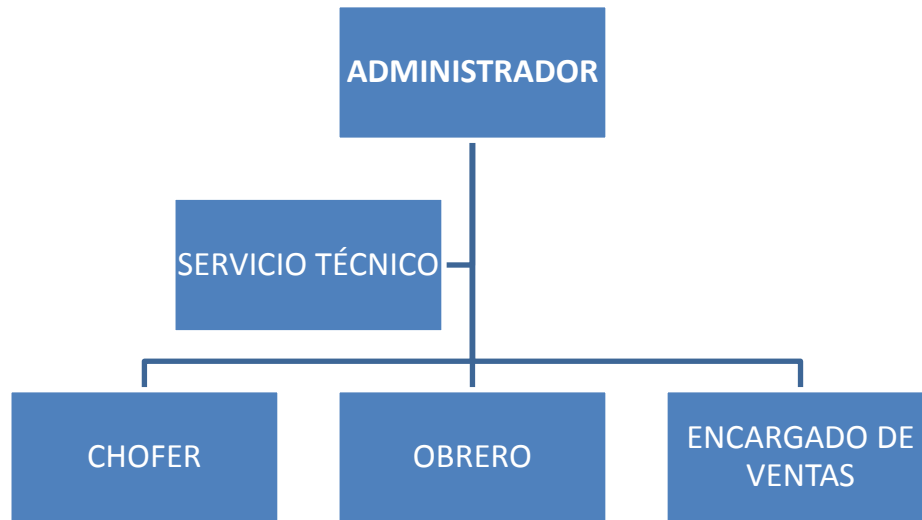 ADMINISTRADOR
SERVICIO TÉCNICO
CHOFER
OBRERO
ENCARGADO DE
VENTAS